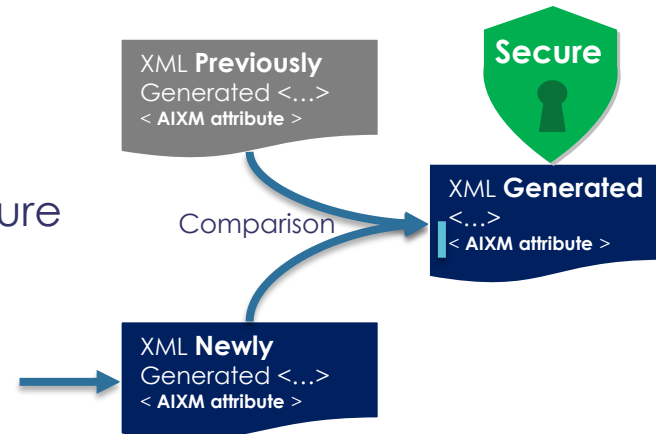 Secure
XML Previously
Generated <...>
< AIXM attribute >
XML Generated
<...>
< AIXM attribute >
ure
Comparison
XML Newly
Generated <...>
< AIXM attribute >